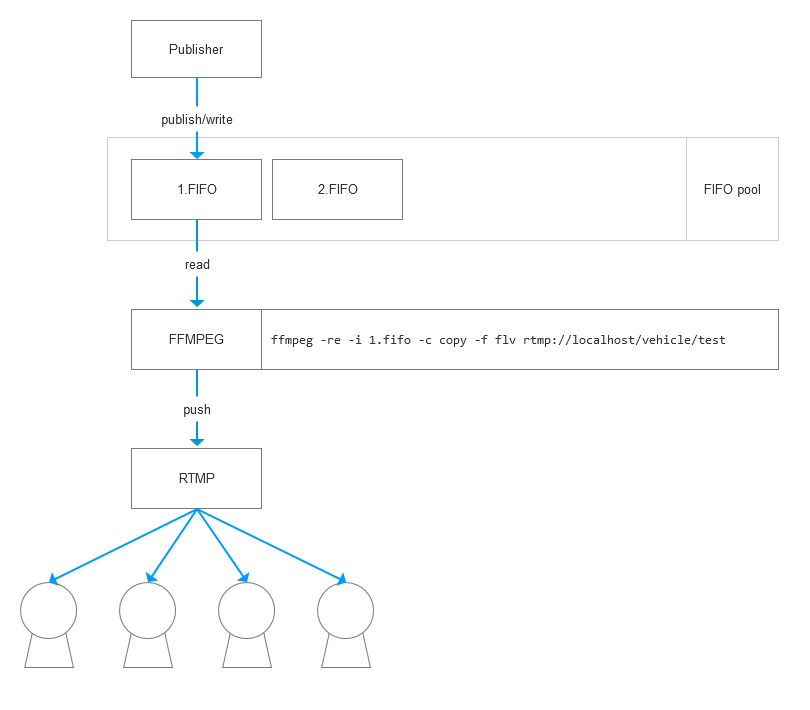 Publisher
publish/write
1.FIFO
2.FIFO
FIFO pool
read
FFMPEG
ffmpeg -re -i 1.fifo -c copy -f flv rtmp://localhost/vehicle/test
push
RTMP